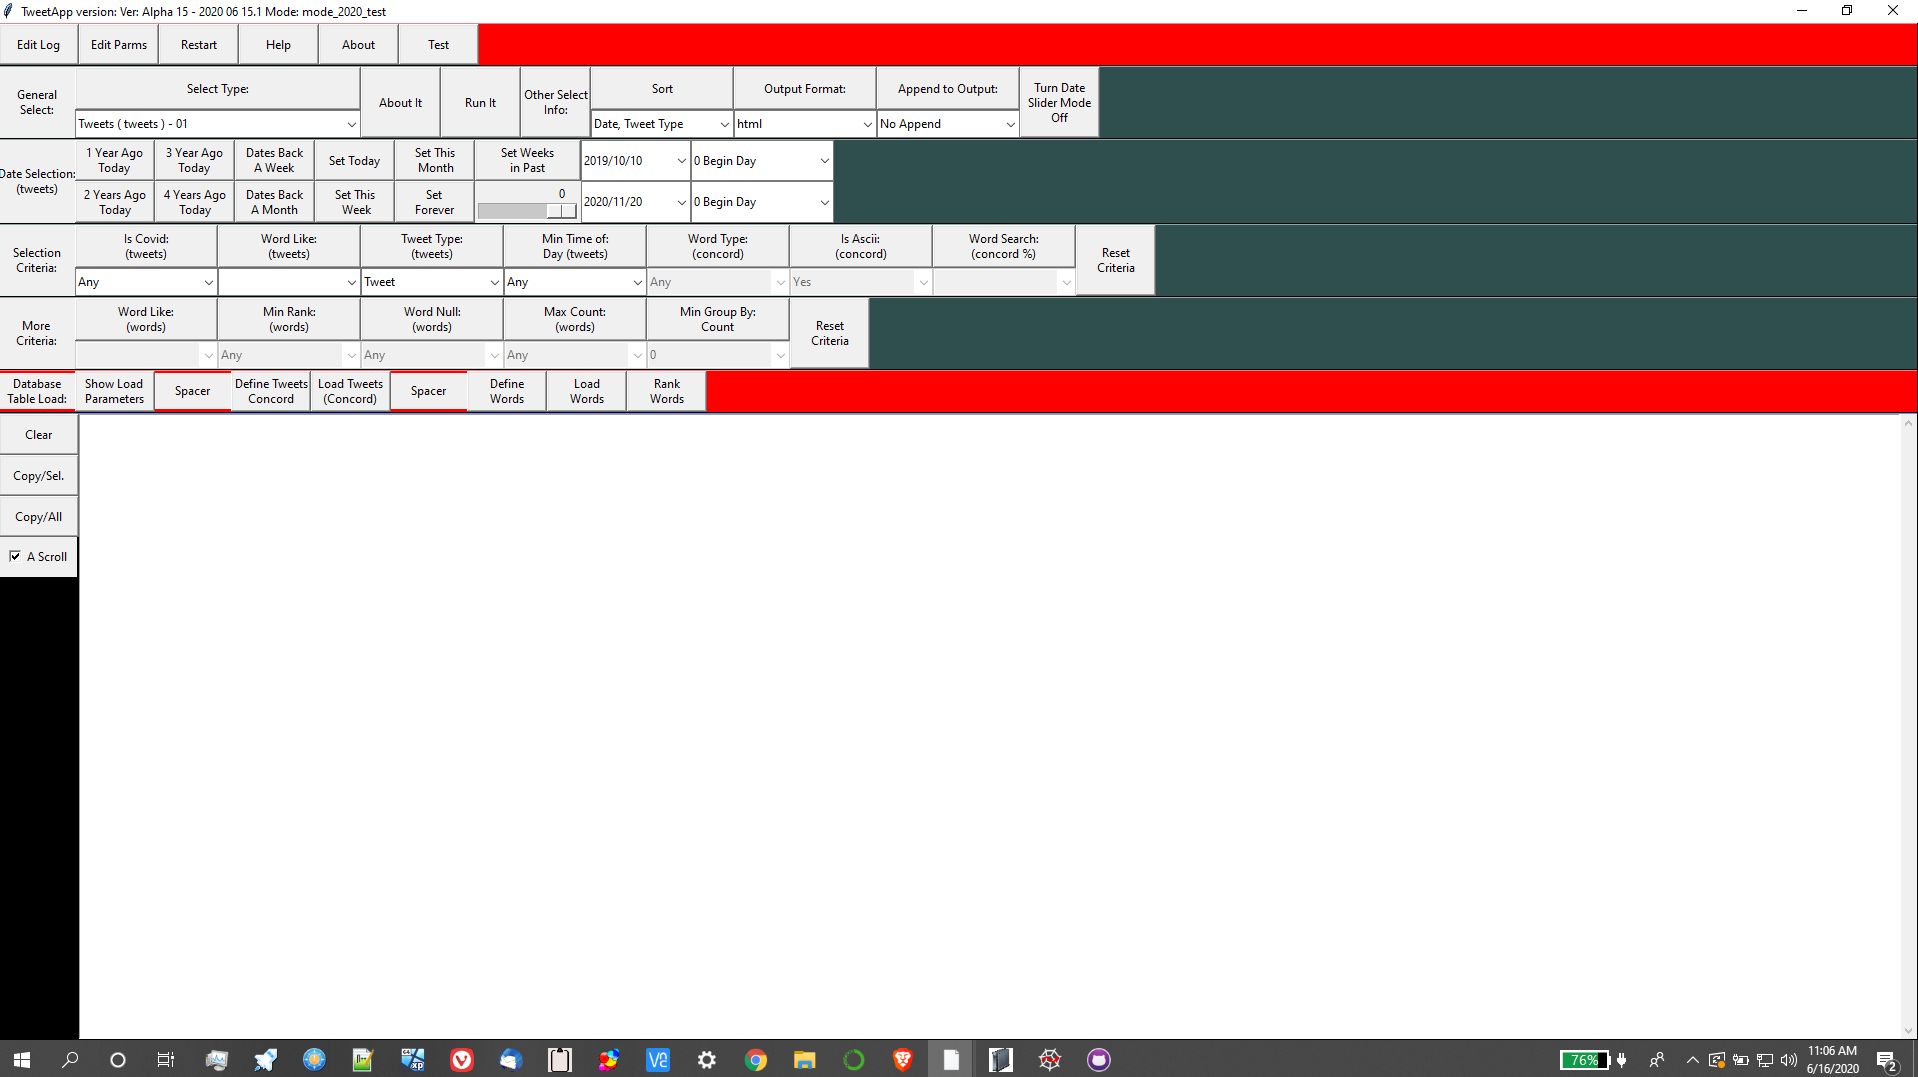 TweetApp version: Ver: Alpha 15 - 2020 06 15.1 Mode: mode_2020_test
Edit Log
Edit Parms
Restart
Help
About
Test
General
Select:
Select Type:
Tweets ( tweets ) - 01
About It
Run It
Other Select
Info:
Sort
Date, Tweet Type
Output Format:
html
Append to Output:
No Append
Turn Date
Slider Mode
Off
Date Selection:
(tweets)
1 Year Ago
Today
3 Year Ago
Today
Dates Back
A Week
Set Today
Set This
Month
Set Weeks
in Past
2019/10/10
0 Begin Day
2 Years Ago
Today
4 Years Ago
Today
Dates Back
A Month
Set This
Week
Set
Forever
0
2020/11/20
0 Begin Day
Selection
Criteria:
Is Covid:
(tweets)
Any
Word Like:
(tweets)
Tweet Type:
(tweets)
Tweet
Min Time of:
Day (tweets)
Any
Word Type:
(concord)
Any
Is Ascii:
(concord)
Yes
Word Search:
(concord %)
Reset
Criteria
More
Criteria:
Word Like:
(words)
Min Rank:
(words)
Any
Word Null:
(words)
Any
Max Count:
(words)
Any
Min Group By:
Count
0
Reset
Criteria
Database
Table Load:
Show Load
Parameters
Spacer
Define Tweets
Concord
Load Tweets
(Concord)
Spacer
Define
Words
Load
Words
Rank
Words
Clear
Copy/Sel.
Copy/All
A Scroll
76%
11:06 AM
6/16/2020
2